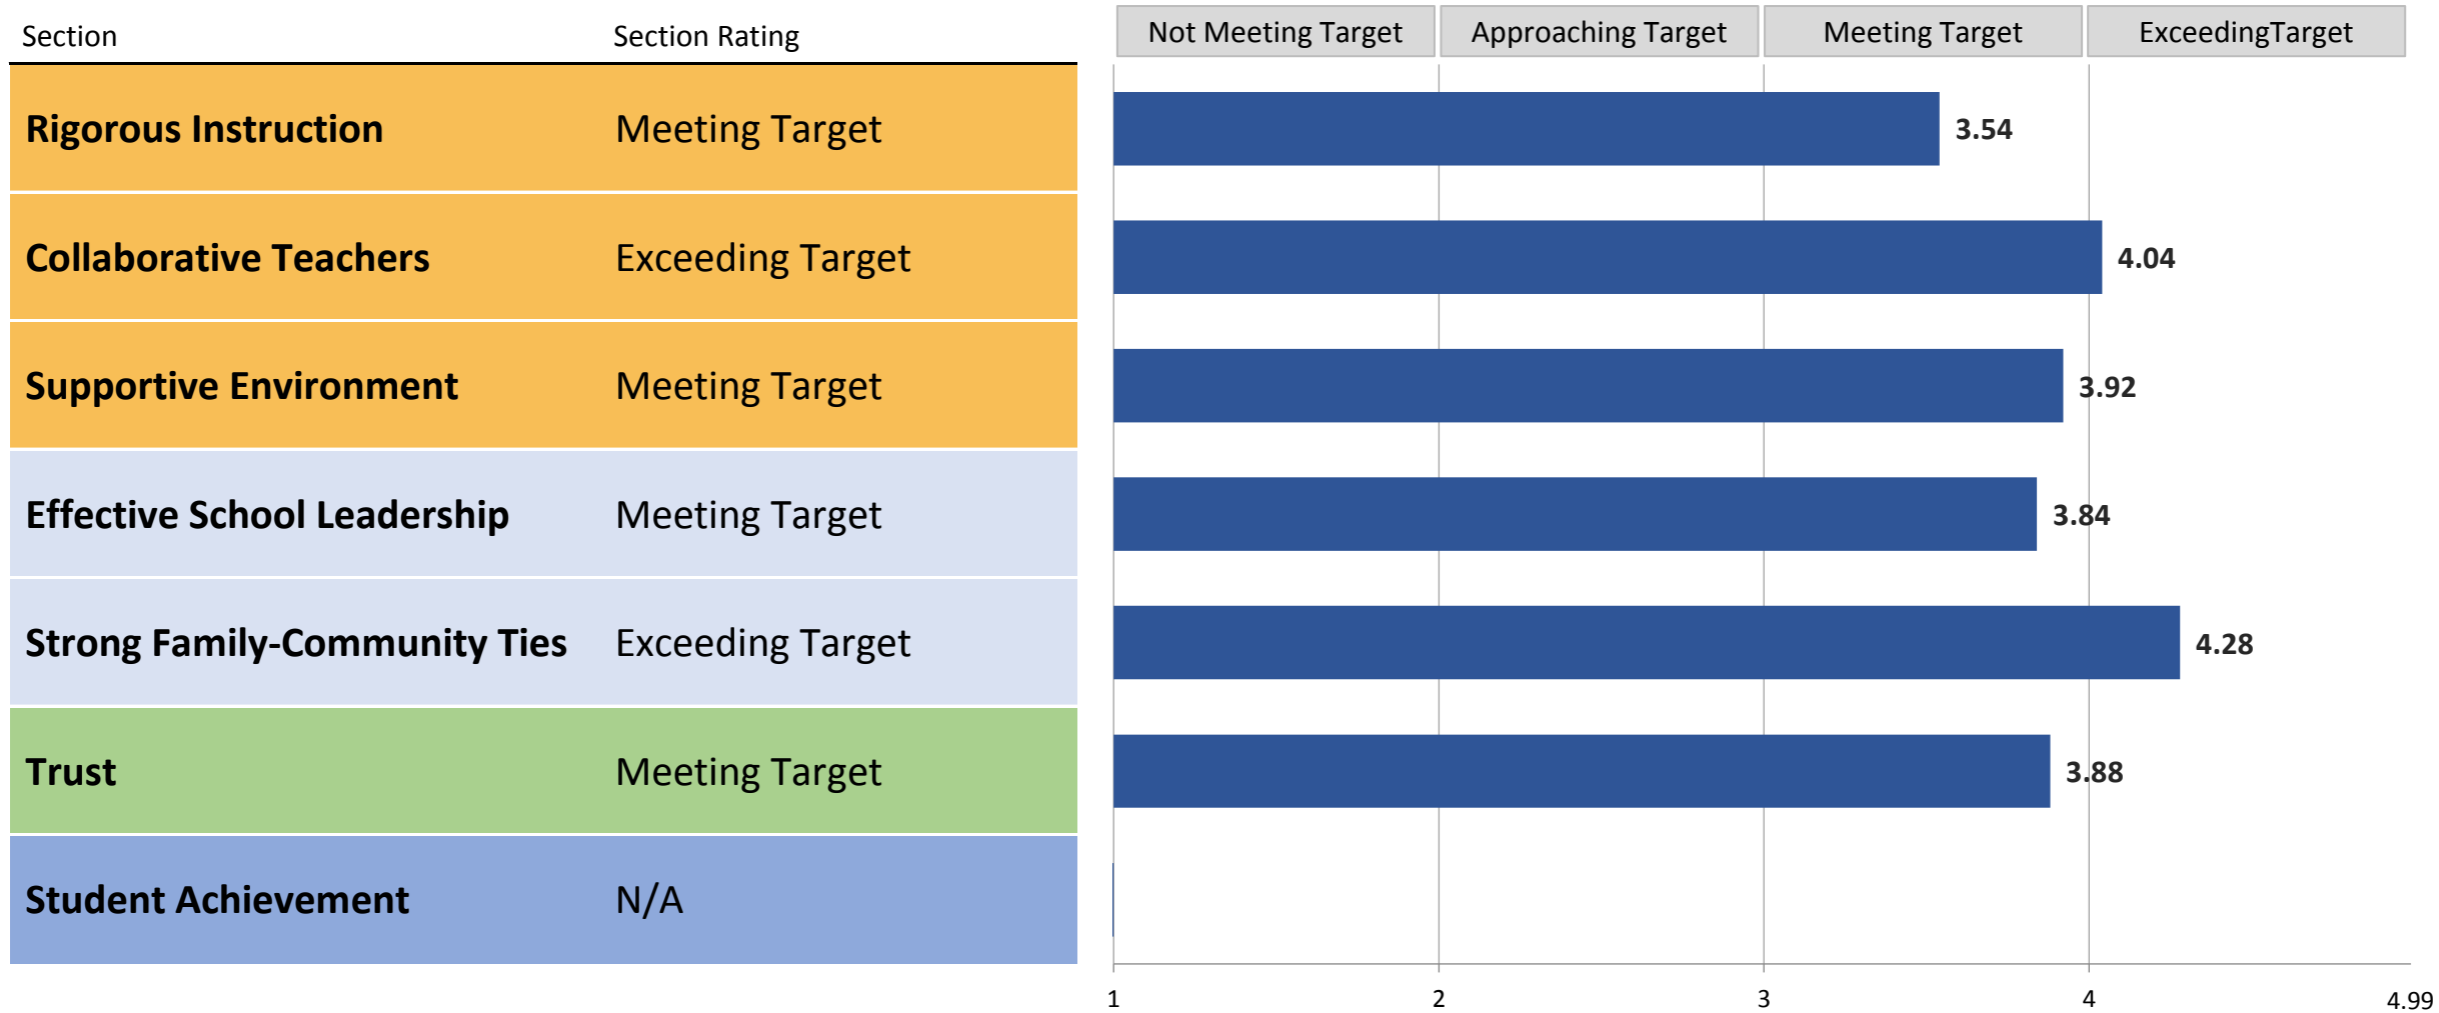 Section Section Rating Not Meeting Target Approaching Target Meeting Target ExceedingTarget
Rigorous Instruction Meeting Target 3.54
Collaborative Teachers Exceeding Target 4.04
Supportive Environment Meeting Target 3.92
Effective School Leadership Meeting Target 3.84
Strong Family-Community Ties Exceeding Target 4.28
Trust Meeting Target 3.88
Student Achievement N/A
1 2 3 4 4.99